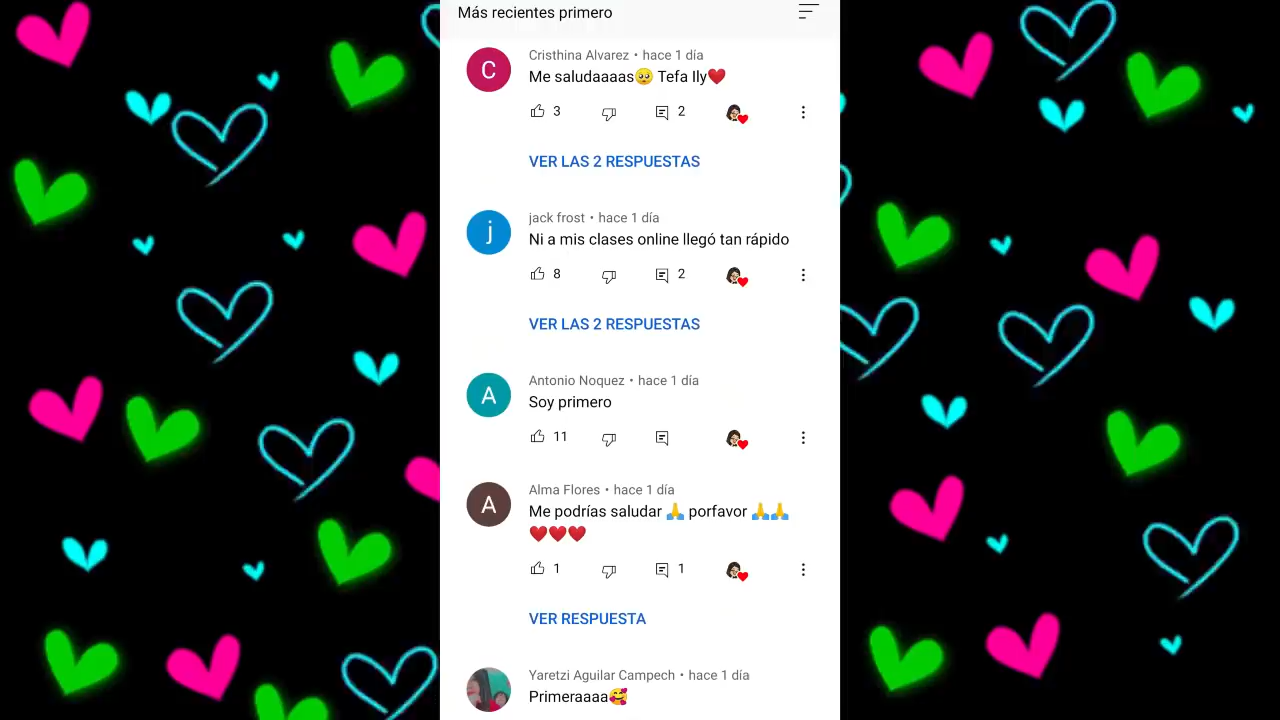 Más recientes primero
C
Cristhina Alvarez • hace 1 día
Me saludaaaas🥺 Tefa Ily❤️
3 2
VER LAS 2 RESPUESTAS
j
jack frost • hace 1 día
Ni a mis clases online llegó tan rápido
8 2
VER LAS 2 RESPUESTAS
A
Antonio Noquez • hace 1 día
Soy primero
11
A
Alma Flores • hace 1 día
Me podrías saludar 🙏 porfavor 🙏🙏
❤️❤️❤️
1 1
VER RESPUESTA
Yaretzi Aguilar Campech • hace 1 día
Primeraaaa🥰